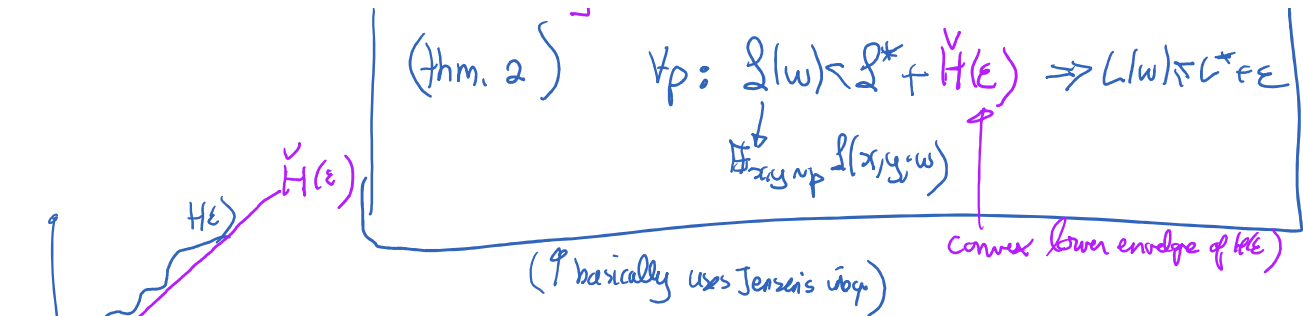 (thm. 2) ∀p: L(w) < L* + Ȟ(ε) ⇒ L(w) ≤ L* + ε
𝔼x,y~p L(x,y;w)
Ȟ(ε)
H(ε)
convex lower envelope of H(ε)
(↑ basically uses Jensen's ineq.)